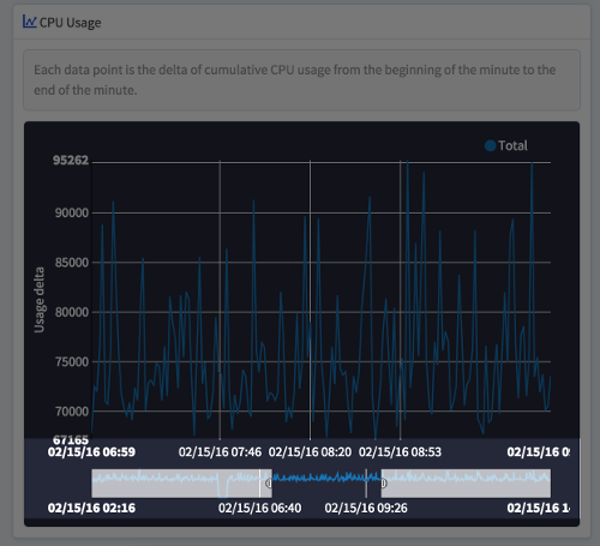 CPU Usage
Each data point is the delta of cumulative CPU usage from the beginning of the minute to the
end of the minute.
Total
95262
90000
85000
80000
75000
70000
67165
Usage delta
02/15/16 06:59 02/15/16 07:46 02/15/16 08:20 02/15/16 08:53 02/15/16 09
02/15/16 02:16 02/15/16 06:40 02/15/16 09:26 02/15/16 1